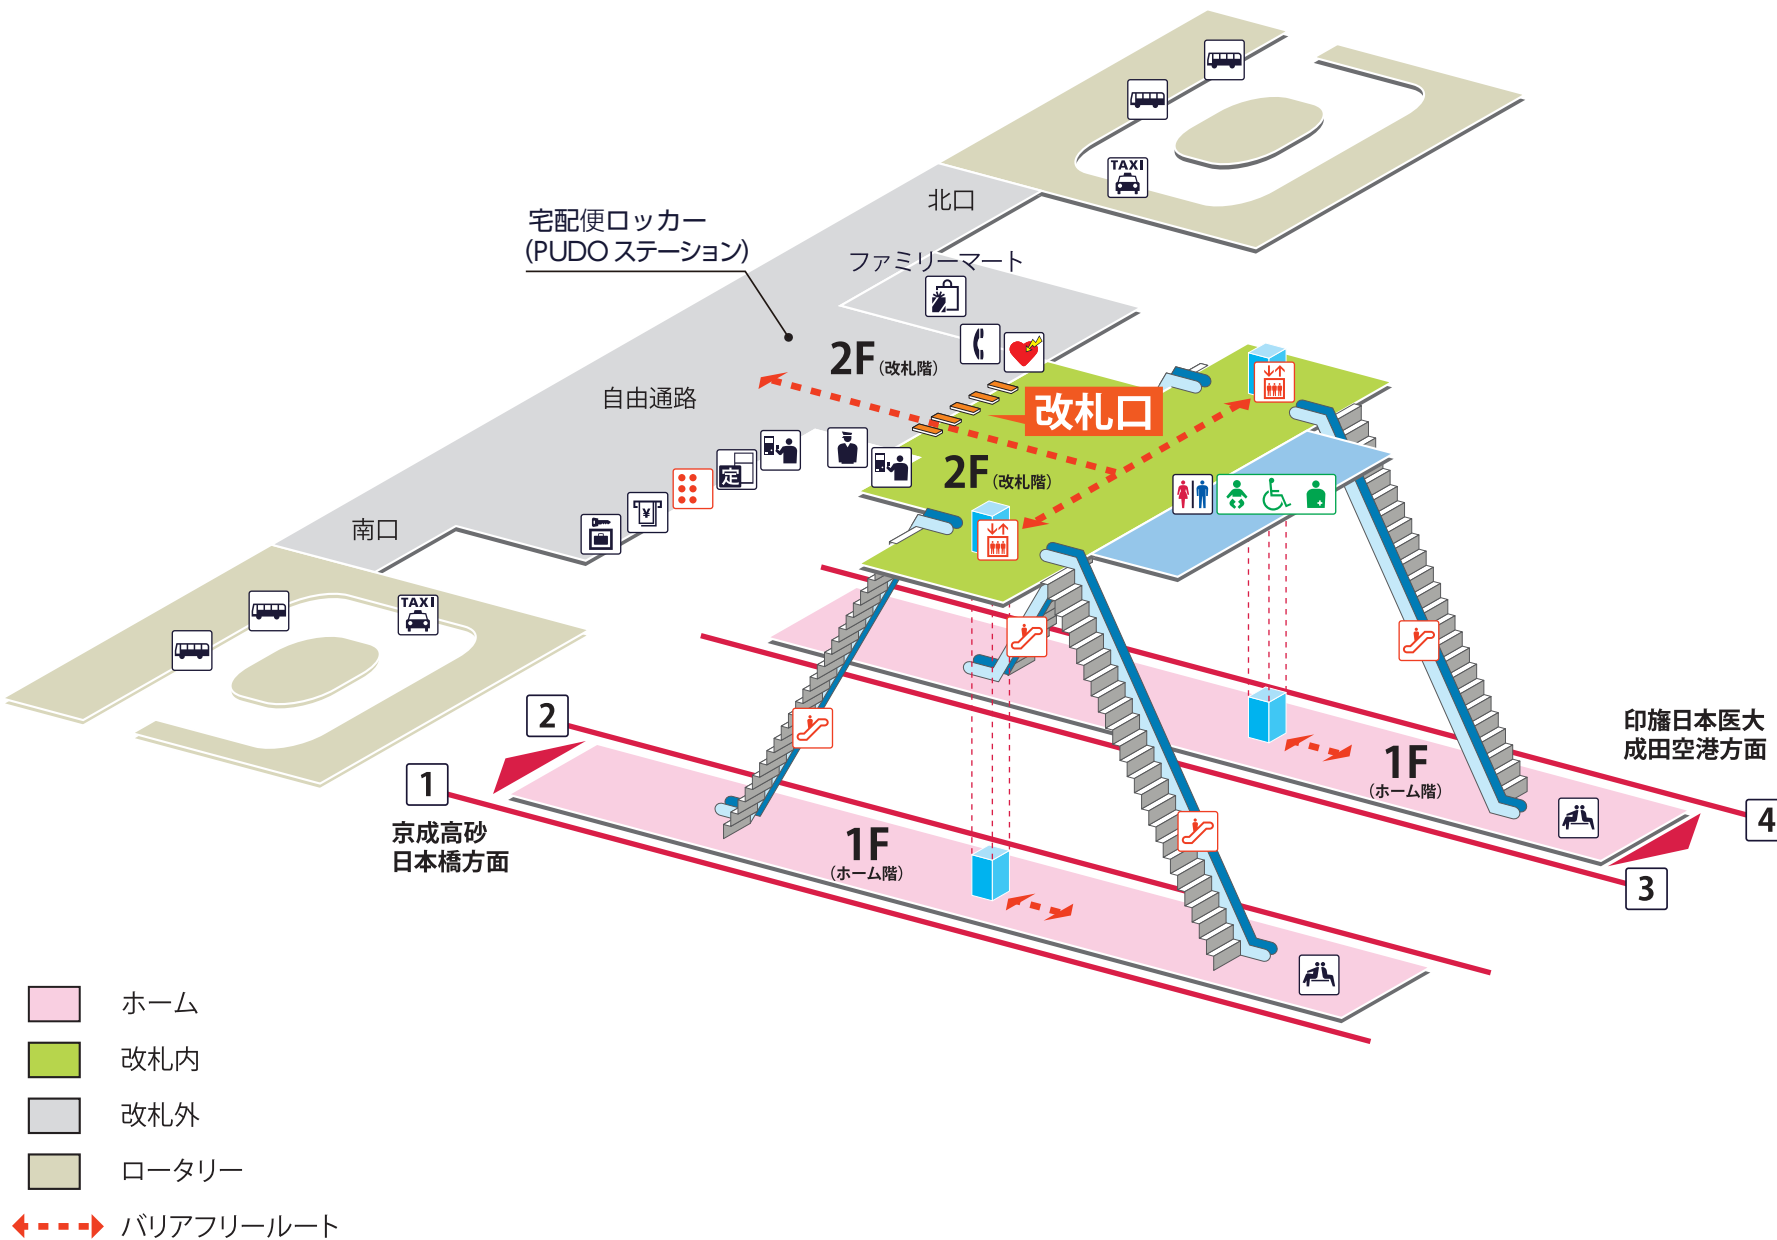 TAXI
北口
宅配便ロッカー
(PUDO ステーション)
ファミリーマート
2F(改札階)
自由通路
改札口
2F(改札階)
定
¥
南口
TAXI
2
1
京成高砂
日本橋方面
1F
(ホーム階)
1F
(ホーム階)
印旛日本医大
成田空港方面
4
3
ホーム
改札内
改札外
ロータリー
バリアフリールート